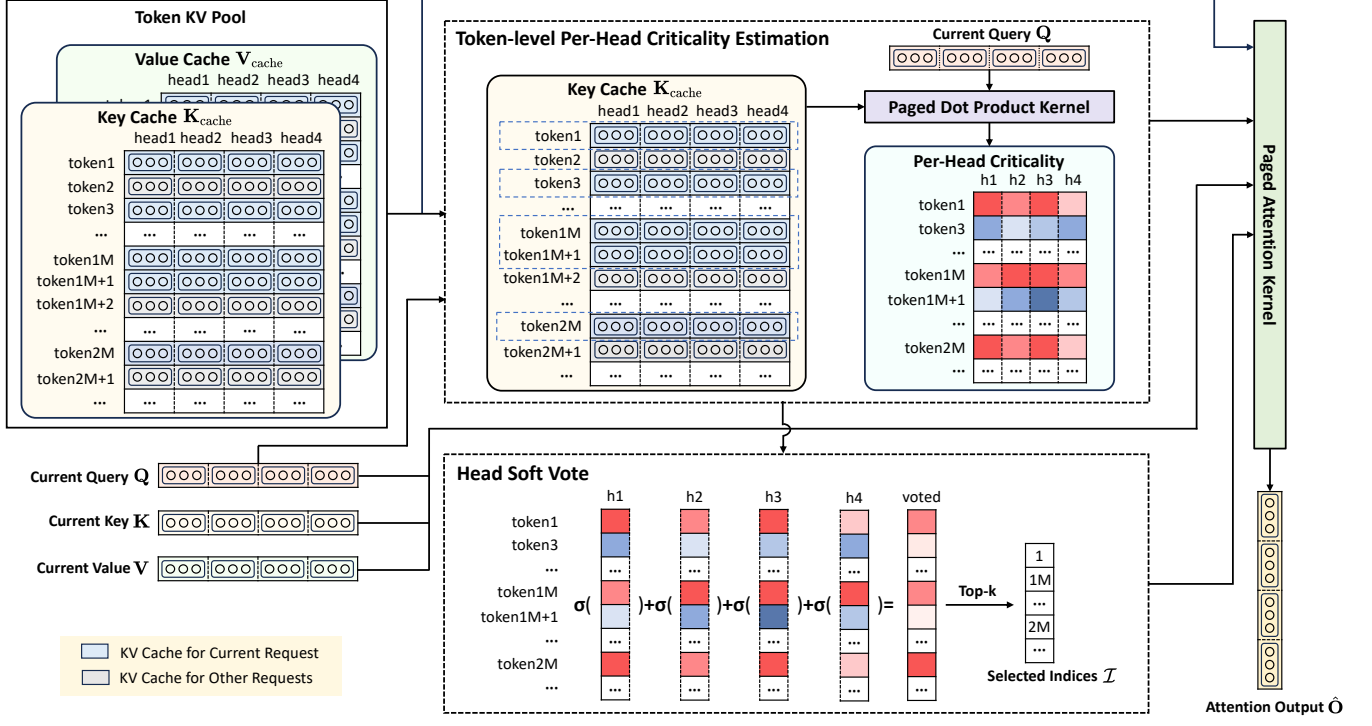 Token KV Pool
Value Cache V_cache
head1 head2 head3 head4
Key Cache K_cache
head1 head2 head3 head4
token1
token2
token3
... ... ... ... ...
token1M
token1M+1
token1M+2
... ... ... ... ...
token2M
token2M+1
... ... ... ... ...
Current Query Q
Current Key K
Current Value V
KV Cache for Current Request
KV Cache for Other Requests
Token-level Per-Head Criticality Estimation
Key Cache K_cache
head1 head2 head3 head4
token1
token2
token3
... ... ... ... ...
token1M
token1M+1
token1M+2
... ... ... ... ...
token2M
token2M+1
... ... ... ... ...
Current Query Q
Paged Dot Product Kernel
Per-Head Criticality
h1 h2 h3 h4
token1
token3
... ... ... ... ...
token1M
token1M+1
... ... ... ... ...
token2M
... ... ... ... ...
Head Soft Vote
h1 h2 h3 h4 voted
token1
token3
... ... ... ... ... ...
token1M
σ( )+σ( )+σ( )+σ( )=
token1M+1
... ... ... ... ... ...
token2M
... ... ... ... ... ...
Top-k
1
1M
...
2M
...
Selected Indices ℐ
Paged Attention Kernel
Attention Output Ô